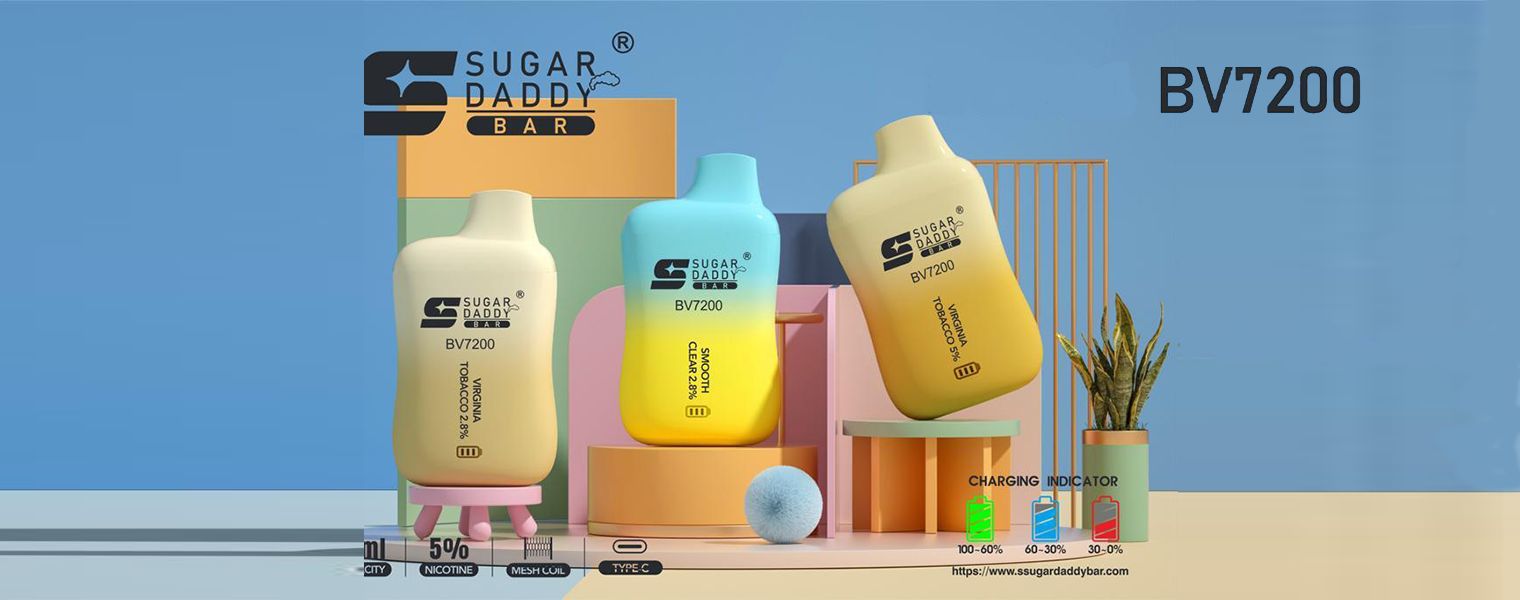 SUGAR ®
DADDY
BAR
BV7200
SUGAR ®
DADDY
BAR
BV7200
VIRGINIA
TOBACCO 2.8%
SUGAR ®
DADDY
BAR
BV7200
SMOOTH
CLEAR 2.8%
SUGAR ®
DADDY
BAR
BV7200
VIRGINIA
TOBACCO 5%
ml
CITY
5%
NICOTINE
MESH COIL
TYPE-C
CHARGING INDICATOR
100~60% 60~30% 30~0%
https://www.ssugardaddybar.com